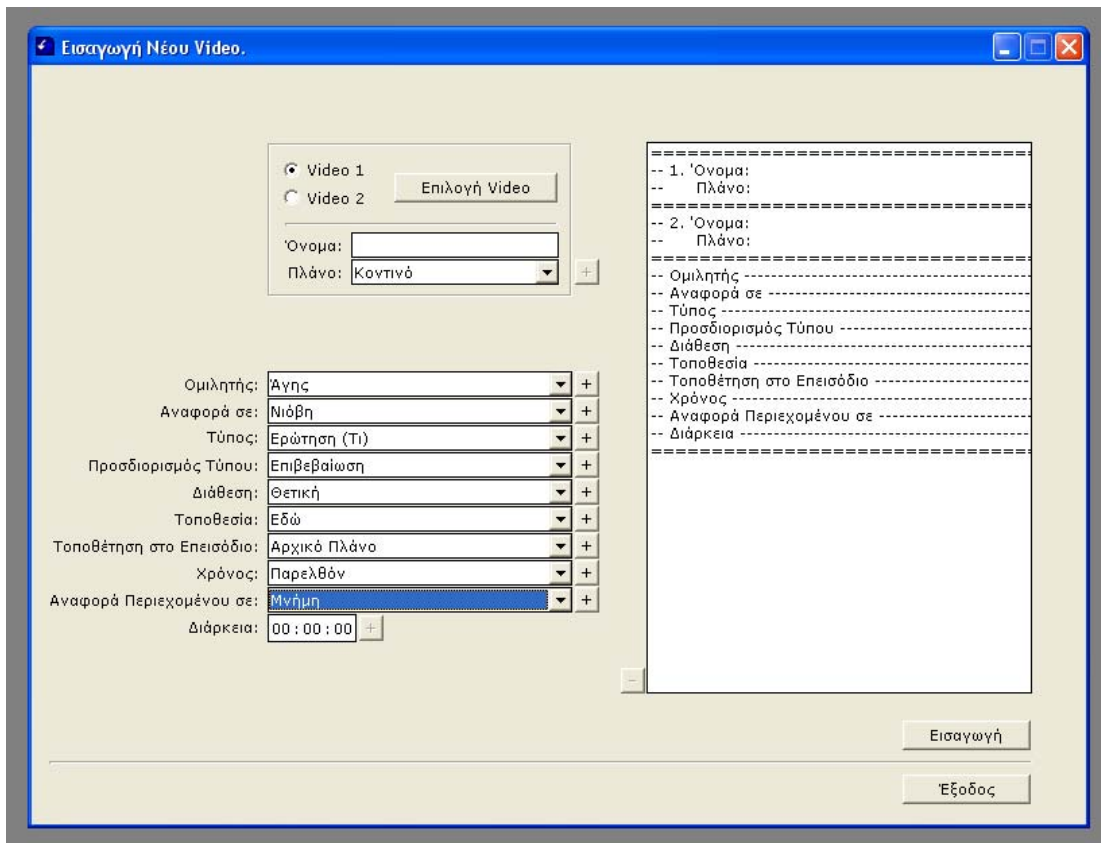 Εισαγωγή Νέου Video.
Video 1
Video 2
Επιλογή Video
Όνομα:
Πλάνο: Κοντινό +
Ομιλητής: Άγης +
Αναφορά σε: Νιόβη +
Τύπος: Ερώτηση (Τι) +
Προσδιορισμός Τύπου: Επιβεβαίωση +
Διάθεση: Θετική +
Τοποθεσία: Εδώ +
Τοποθέτηση στο Επεισόδιο: Αρχικό Πλάνο +
Χρόνος: Παρελθόν +
Αναφορά Περιεχομένου σε: Μνήμη +
Διάρκεια: 00:00:00 +
================================
-- 1. Όνομα:
-- Πλάνο:
================================
-- 2. Όνομα:
-- Πλάνο:
================================
-- Ομιλητής ------------------------------
-- Αναφορά σε ---------------------------
-- Τύπος ---------------------------------
-- Προσδιορισμός Τύπου ------------------
-- Διάθεση -------------------------------
-- Τοποθεσία ----------------------------
-- Τοποθέτηση στο Επεισόδιο --------------
-- Χρόνος --------------------------------
-- Αναφορά Περιεχομένου σε --------------
-- Διάρκεια ------------------------------
================================
-
Εισαγωγή
Έξοδος